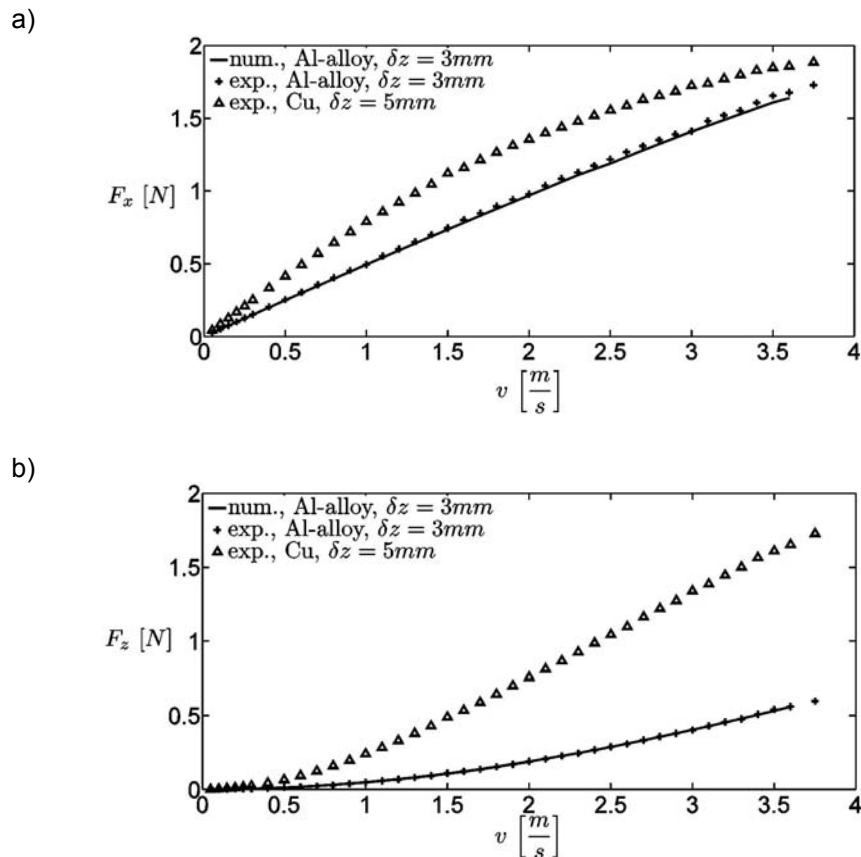 a)
2
num., Al-alloy, δz = 3mm
exp., Al-alloy, δz = 3mm
exp., Cu, δz = 5mm
1.5
F_x [N]
1
0.5
0
0 0.5 1 1.5 2 2.5 3 3.5 4
v [m/s]
b)
2
num., Al-alloy, δz = 3mm
exp., Al-alloy, δz = 3mm
exp., Cu, δz = 5mm
1.5
F_z [N]
1
0.5
0
0 0.5 1 1.5 2 2.5 3 3.5 4
v [m/s]